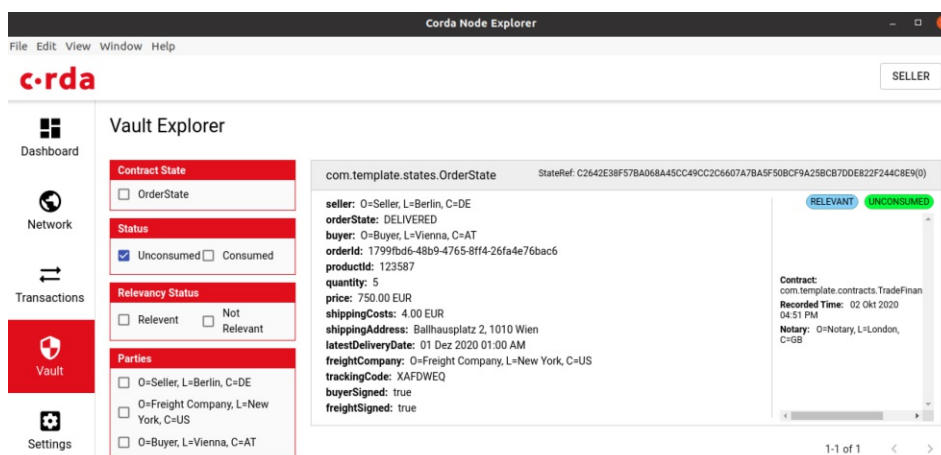 Corda Node Explorer
File Edit View Window Help
c·rda
SELLER
Dashboard
Network
Transactions
Vault
Settings
Vault Explorer
Contract State
OrderState
Status
Unconsumed Consumed
Relevancy Status
Relevent Not
Relevant
Parties
O=Seller, L=Berlin, C=DE
O=Freight Company, L=New
York, C=US
O=Buyer, L=Vienna, C=AT
com.template.states.OrderState
StateRef: C2642E38F57BA068A45CC49CC2C6607A7BA5F50BCF9A25BCB7DDE822F244C8E9(0)
seller: O=Seller, L=Berlin, C=DE
orderState: DELIVERED
buyer: O=Buyer, L=Vienna, C=AT
orderId: 1799fbd6-48b9-4765-8ff4-26fa4e76bac6
productId: 123587
quantity: 5
price: 750.00 EUR
shippingCosts: 4.00 EUR
shippingAddress: Ballhausplatz 2, 1010 Wien
latestDeliveryDate: 01 Dez 2020 01:00 AM
freightCompany: O=Freight Company, L=New York, C=US
trackingCode: XAFDWEQ
buyerSigned: true
freightSigned: true
RELEVANT UNCONSUMED
Contract:
com.template.contracts.TradeFinan
Recorded Time: 02 Okt 2020
04:51 PM
Notary: O=Notary, L=London,
C=GB
1-1 of 1